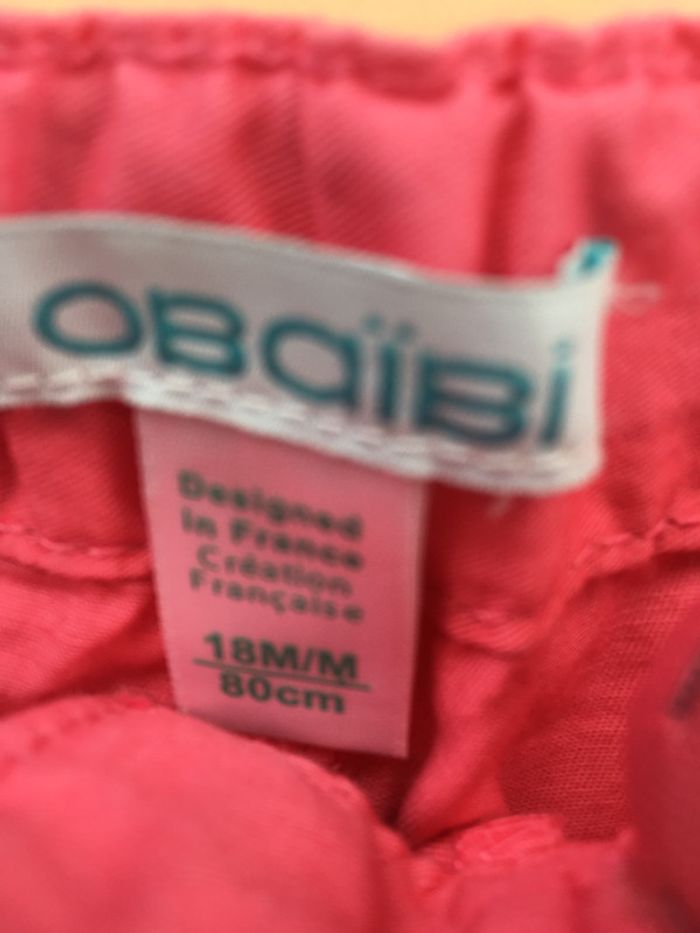 OBaïBi
Designed
in France
Création
Française
18M/M
80cm